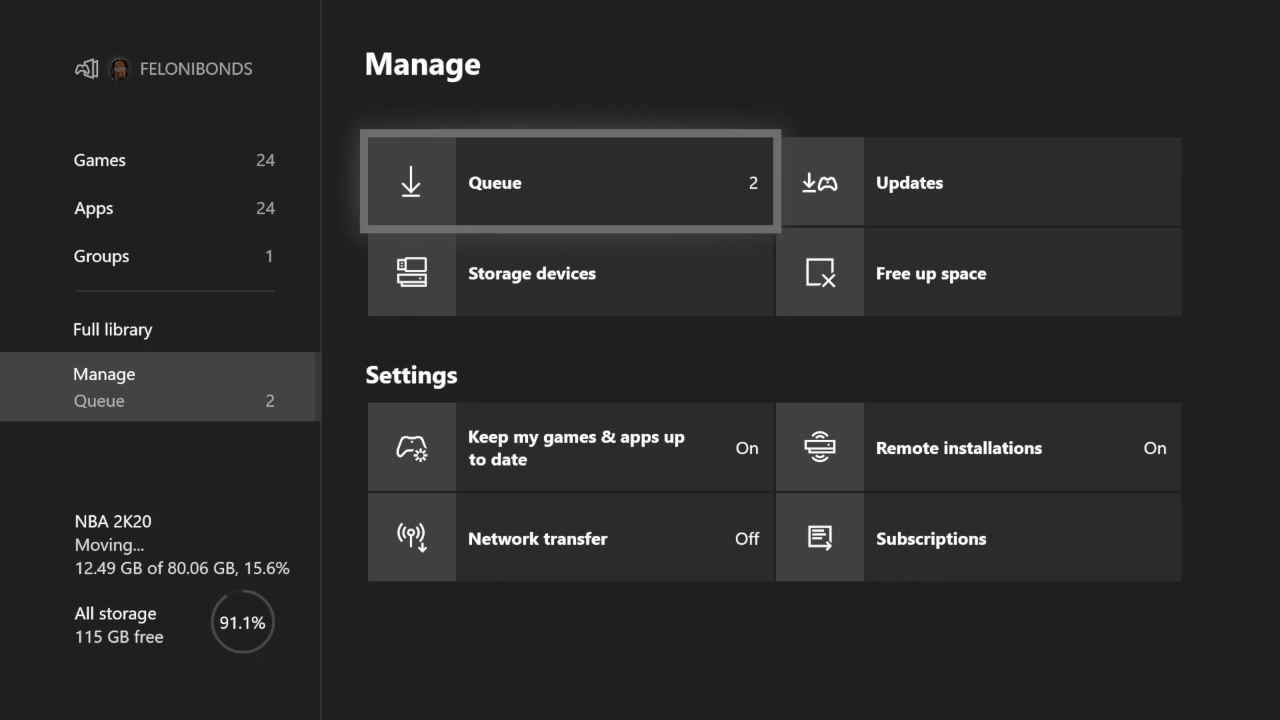 FELONIBONDS
Games 24
Apps 24
Groups 1
Full library
Manage
Queue 2
NBA 2K20
Moving...
12.49 GB of 80.06 GB, 15.6%
All storage
115 GB free
91.1%
Manage
Queue 2
Updates
Storage devices
Free up space
Settings
Keep my games & apps up
to date
On
Remote installations On
Network transfer Off
Subscriptions